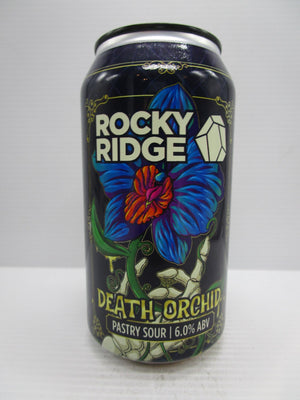 ROCKY
RIDGE
DEATH ORCHID
PASTRY SOUR | 6.0% ABV